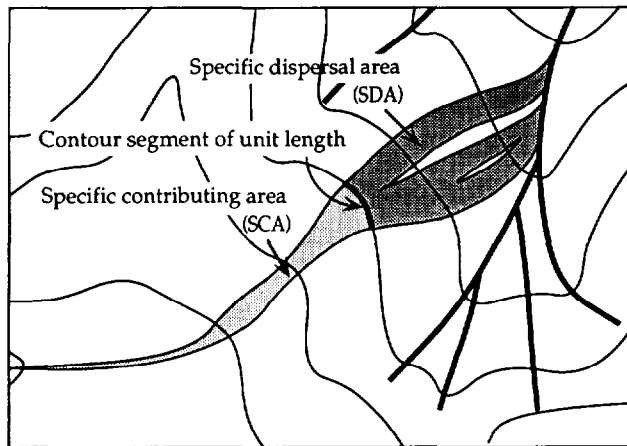 Specific dispersal area
(SDA)
Contour segment of unit length
Specific contributing area
(SCA)